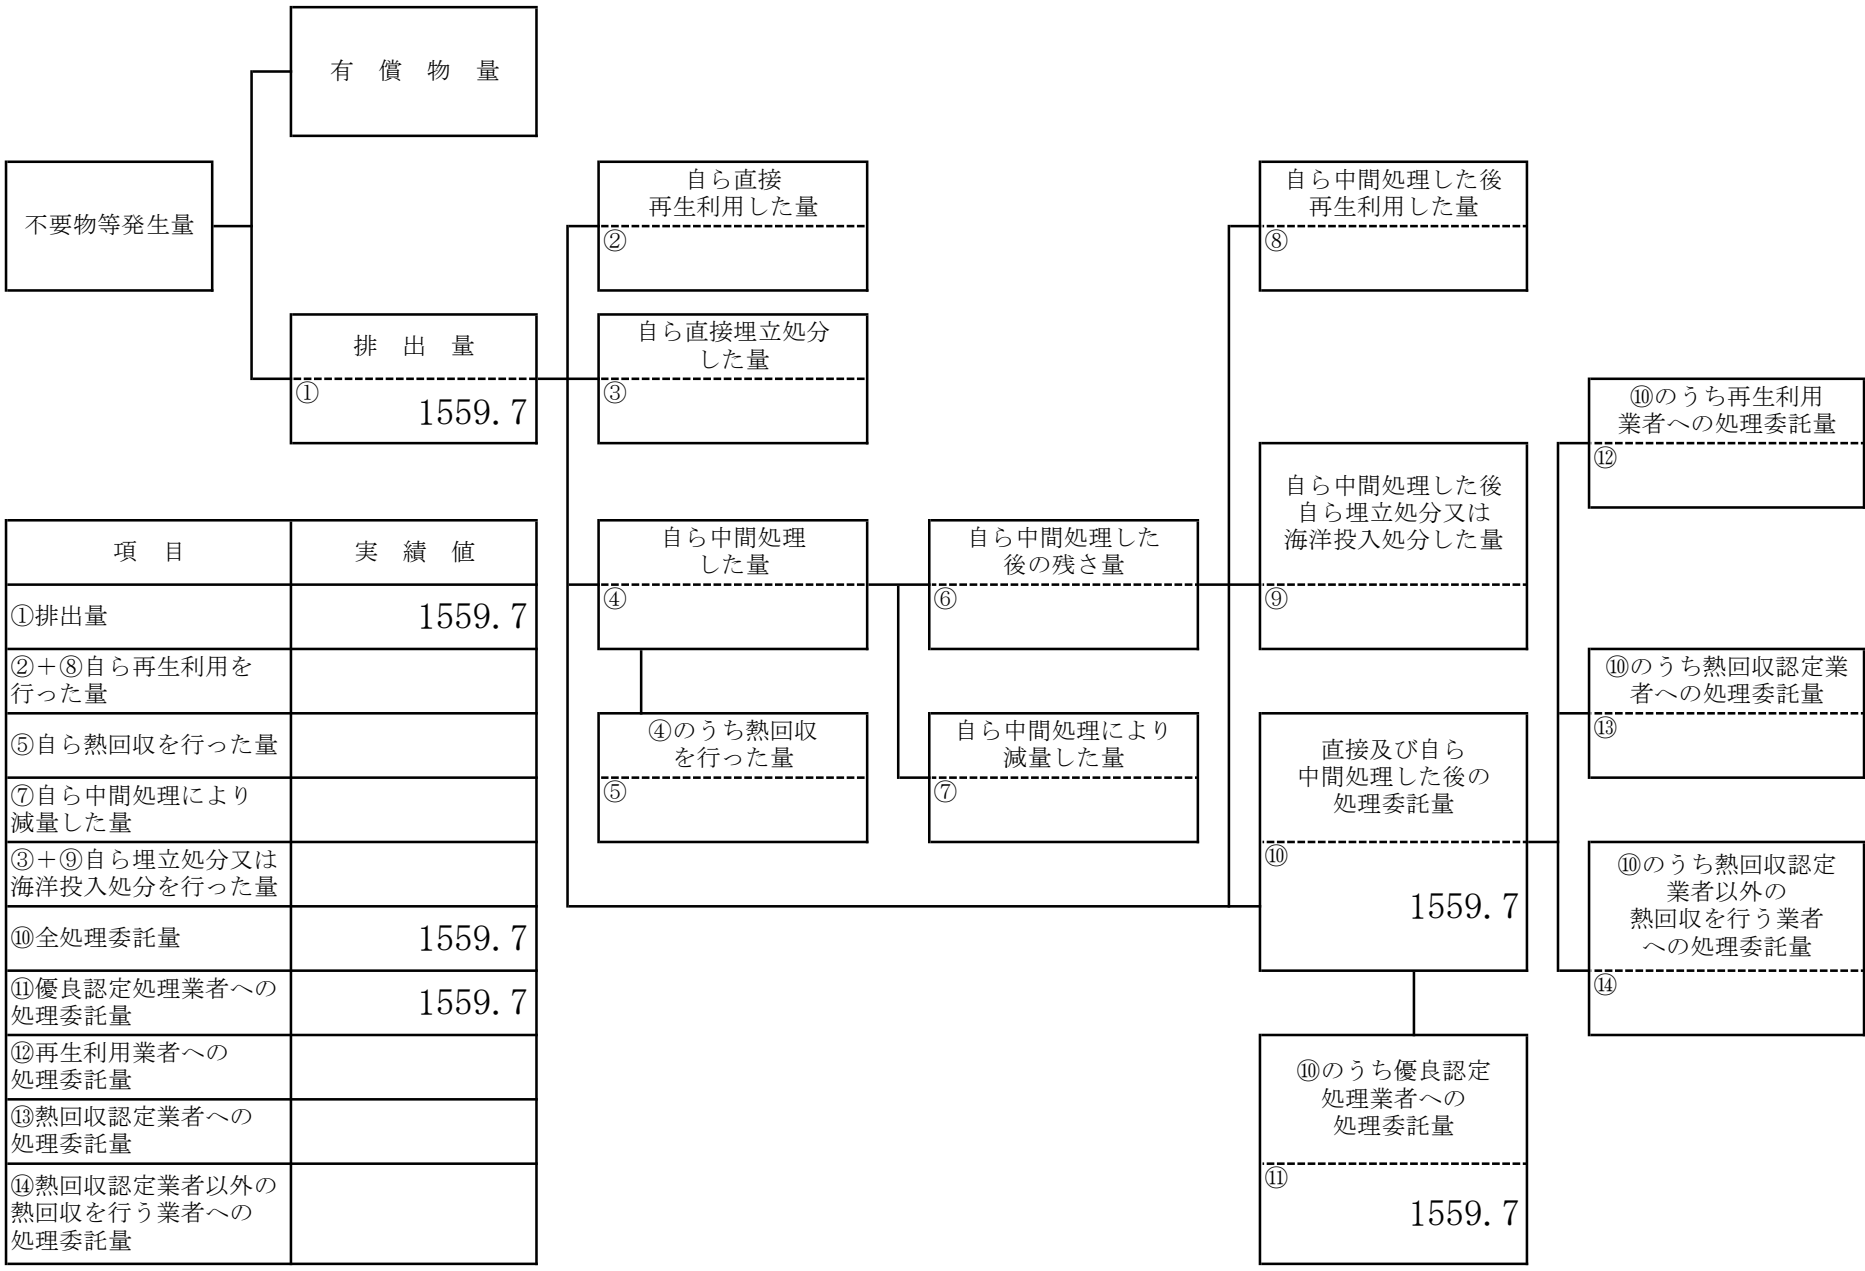 有 償 物 量
不要物等発生量
排 出 量
①
1559.7
自ら直接
再生利用した量
②
自ら直接埋立処分
した量
③
自ら中間処理
した量
④
④のうち熱回収
を行った量
⑤
自ら中間処理した
後の残さ量
⑥
自ら中間処理により
減量した量
⑦
自ら中間処理した後
再生利用した量
⑧
自ら中間処理した後
自ら埋立処分又は
海洋投入処分した量
⑨
直接及び自ら
中間処理した後の
処理委託量
⑩
1559.7
⑩のうち優良認定
処理業者への
処理委託量
⑪
1559.7
⑩のうち再生利用
業者への処理委託量
⑫
⑩のうち熱回収認定業
者への処理委託量
⑬
⑩のうち熱回収認定
業者以外の
熱回収を行う業者
への処理委託量
⑭
項 目 実 績 値
①排出量 1559.7
②＋⑧自ら再生利用を
行った量
⑤自ら熱回収を行った量
⑦自ら中間処理により
減量した量
③＋⑨自ら埋立処分又は
海洋投入処分を行った量
⑩全処理委託量 1559.7
⑪優良認定処理業者への
処理委託量 1559.7
⑫再生利用業者への
処理委託量
⑬熱回収認定業者への
処理委託量
⑭熱回収認定業者以外の
熱回収を行う業者への
処理委託量